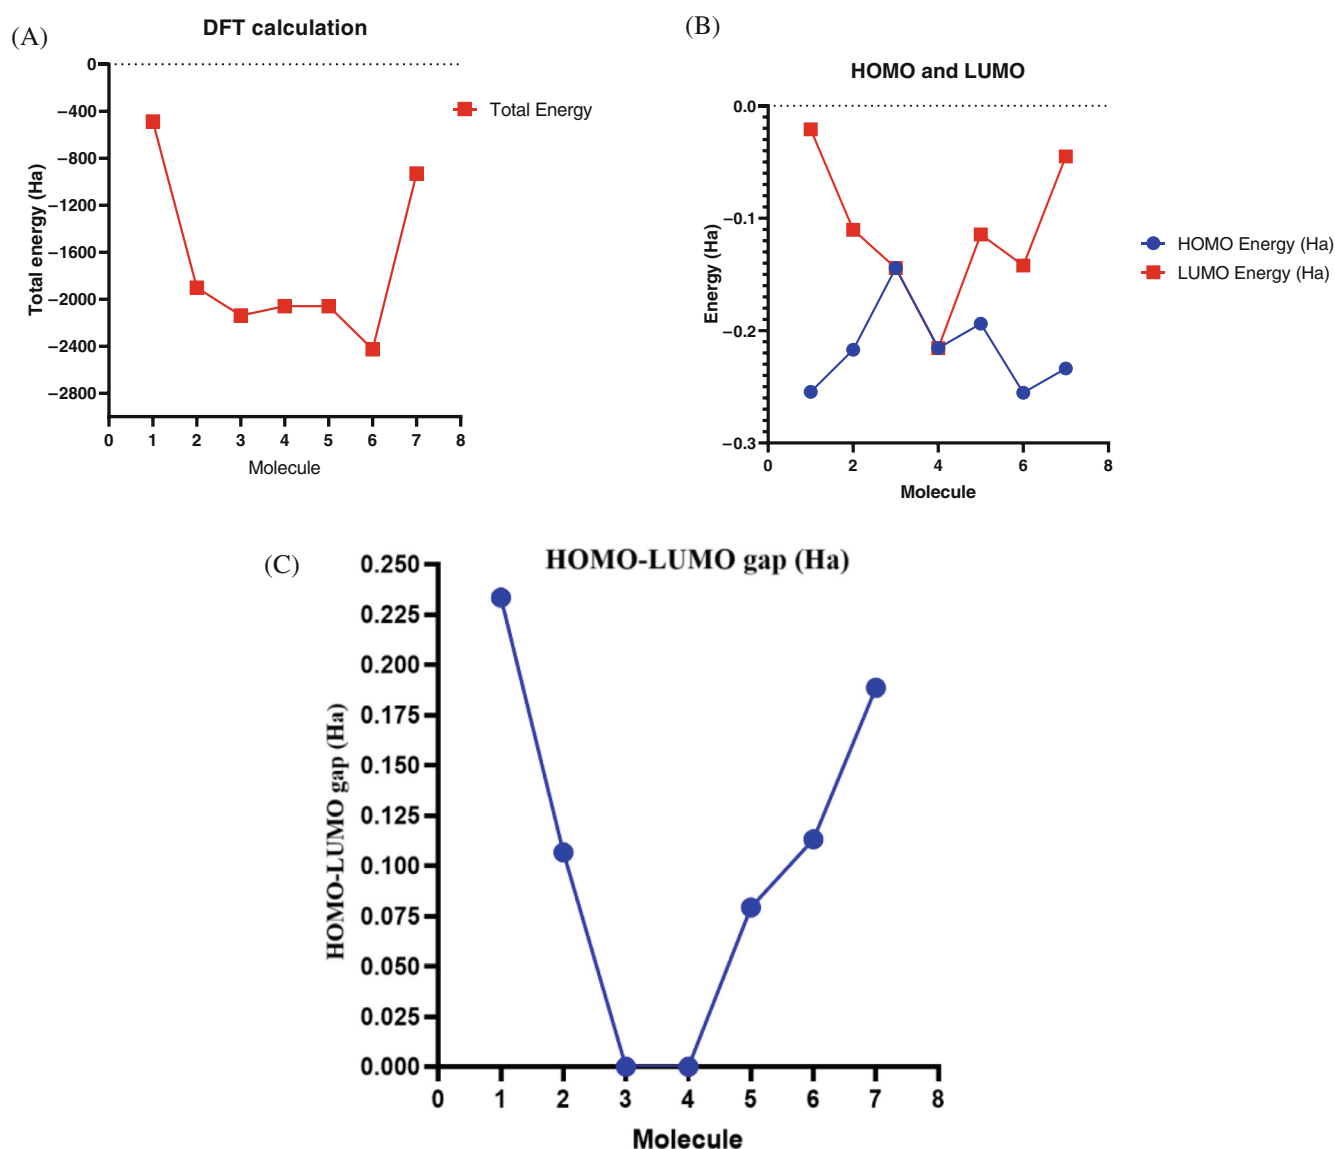 (A)
DFT calculation
0
−400
−800
−1200
−1600
−2000
−2400
−2800
Total energy (Ha)
0 1 2 3 4 5 6 7 8
Molecule
Total Energy
(B)
HOMO and LUMO
0.0
−0.1
−0.2
−0.3
Energy (Ha)
0 2 4 6 8
Molecule
HOMO Energy (Ha)
LUMO Energy (Ha)
(C)
HOMO-LUMO gap (Ha)
0.250
0.225
0.200
0.175
0.150
0.125
0.100
0.075
0.050
0.025
0.000
HOMO-LUMO gap (Ha)
0 1 2 3 4 5 6 7 8
Molecule